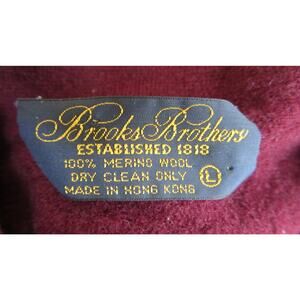 Brooks Brothers
ESTABLISHED 1818
100% MERINO WOOL
DRY CLEAN ONLY
MADE IN HONG KONG
L